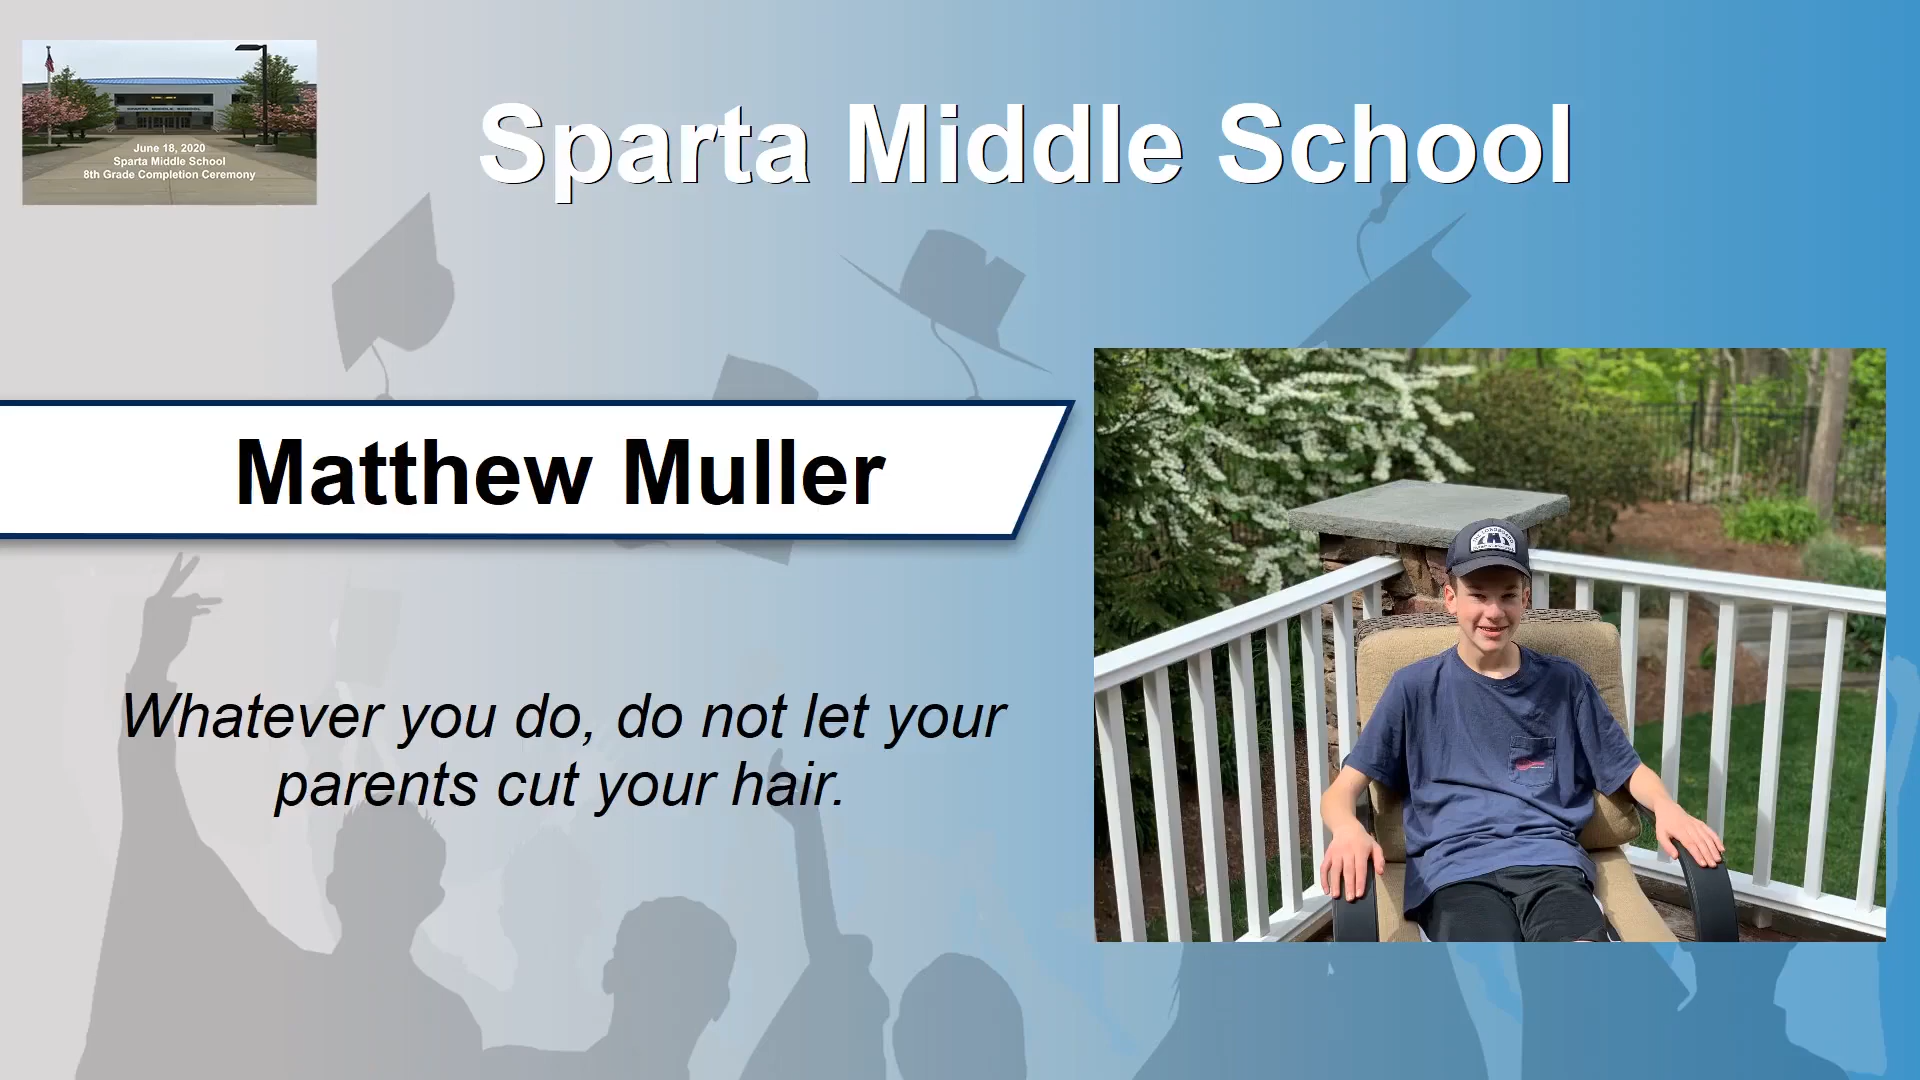 June 18, 2020
Sparta Middle School
8th Grade Completion Ceremony
Sparta Middle School
Matthew Muller
Whatever you do, do not let your
parents cut your hair.